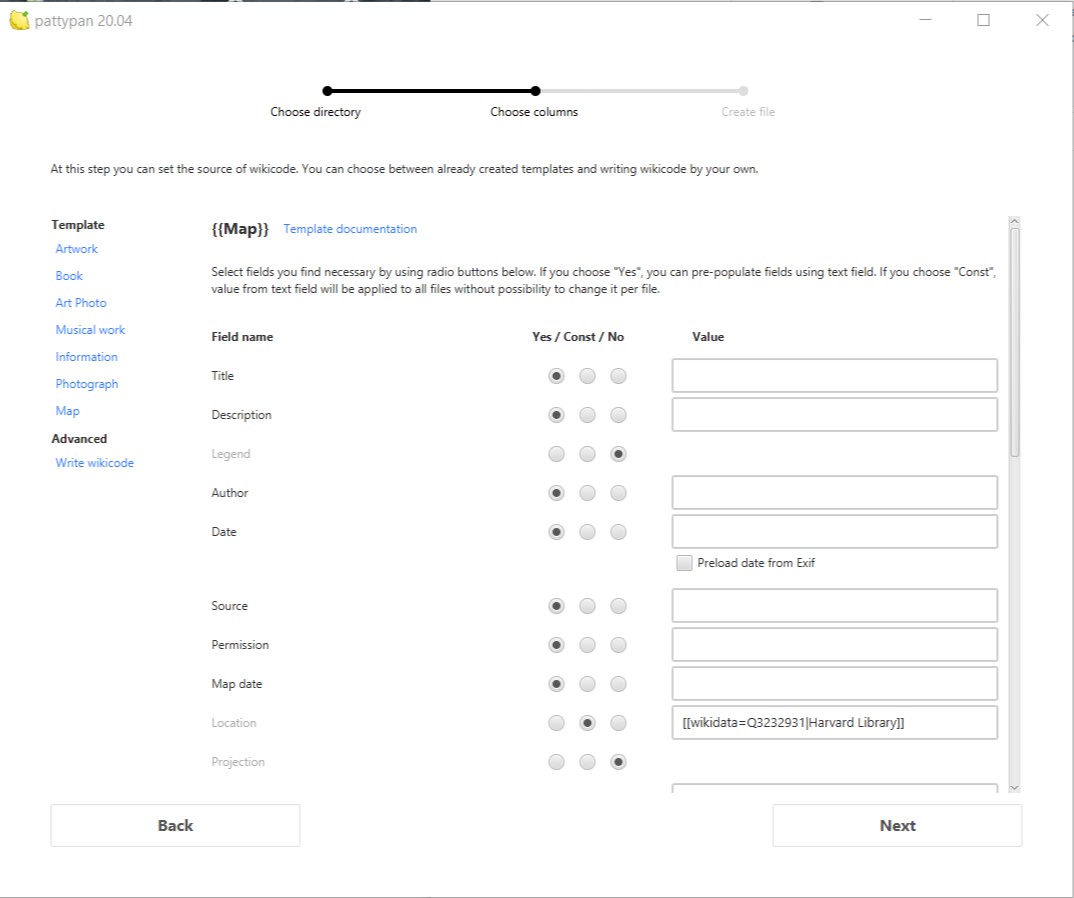 pattypan 20.04
Choose directory Choose columns Create file
At this step you can set the source of wikicode. You can choose between already created templates and writing wikicode by your own.
Template
Artwork
Book
Art Photo
Musical work
Information
Photograph
Map
Advanced
Write wikicode
{{Map}} Template documentation
Select fields you find necessary by using radio buttons below. If you choose "Yes", you can pre-populate fields using text field. If you choose "Const",
value from text field will be applied to all files without possibility to change it per file.
Field name Yes / Const / No Value
Title
Description
Legend
Author
Date
Preload date from Exif
Source
Permission
Map date
Location [[wikidata=Q3232931|Harvard Library]]
Projection
Back Next